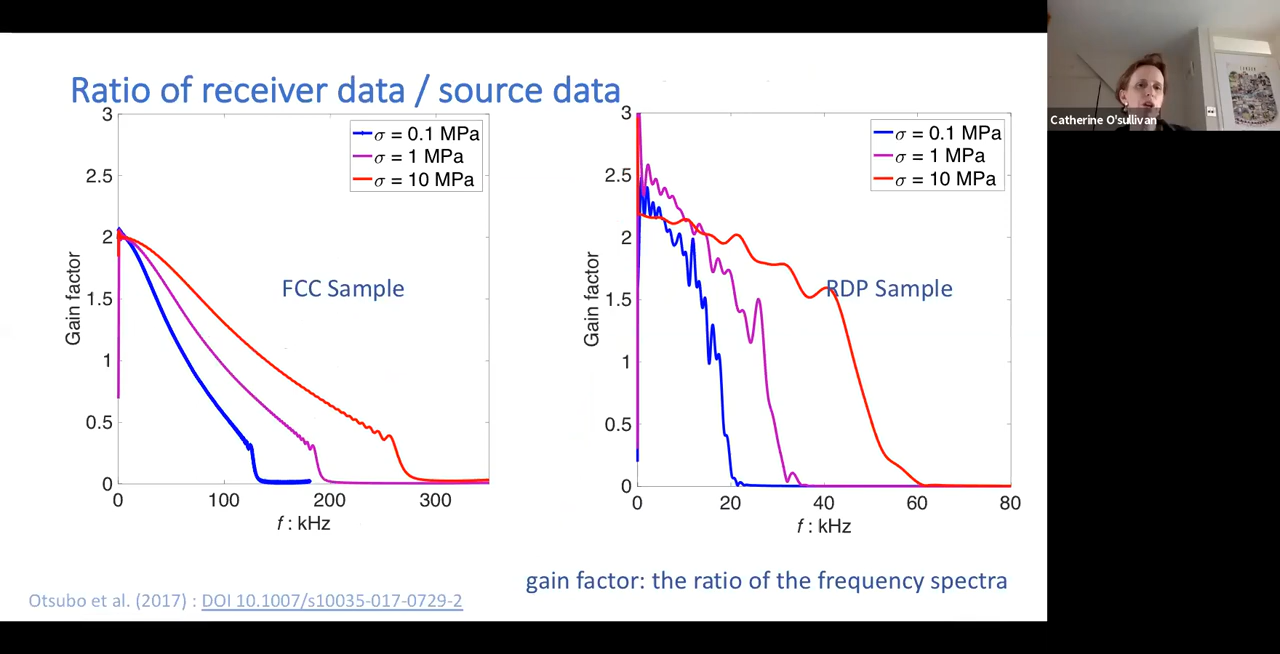 Ratio of receiver data / source data
3
2.5
2
1.5
1
0.5
0
Gain factor
σ = 0.1 MPa
σ = 1 MPa
σ = 10 MPa
FCC Sample
0 100 200 300
f : kHz
3
2.5
2
1.5
1
0.5
0
Gain factor
σ = 0.1 MPa
σ = 1 MPa
σ = 10 MPa
RDP Sample
0 20 40 60 80
f : kHz
gain factor: the ratio of the frequency spectra
Otsubo et al. (2017) : DOI 10.1007/s10035-017-0729-2
Catherine O'sullivan